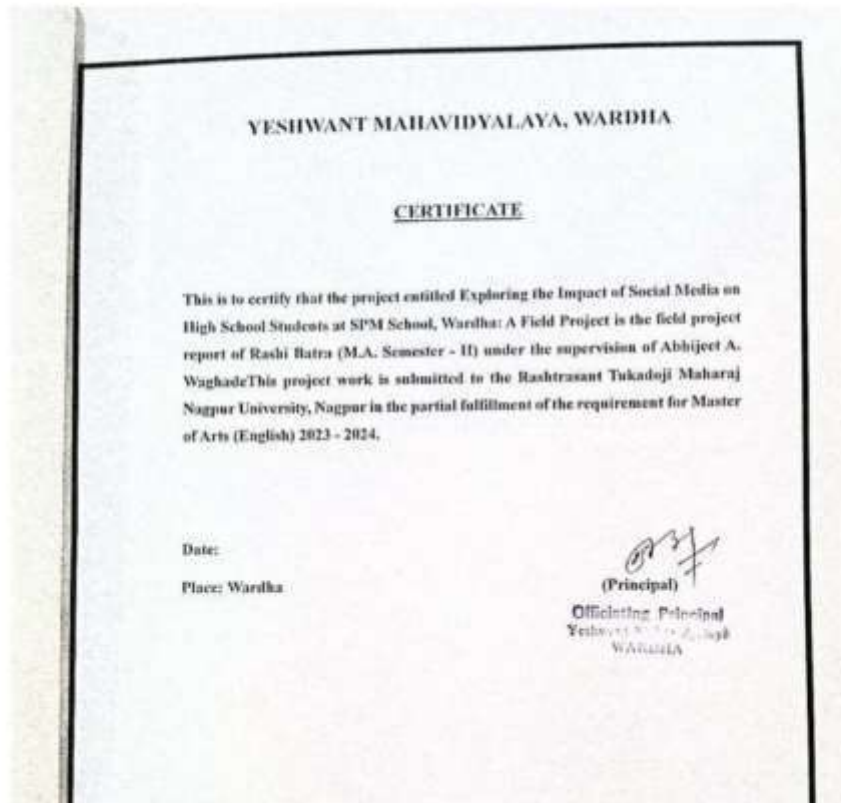 YESHWANT MAHAVIDYALAYA, WARDHA
CERTIFICATE
This is to certify that the project entitled Exploring the Impact of Social Media on
High School Students at SPM School, Wardha: A Field Project is the field project
report of Rashi Batra (M.A. Semester - II) under the supervision of Abhijeet A.
WaghadeThis project work is submitted to the Rashtrasant Tukadoji Maharaj
Nagpur University, Nagpur in the partial fulfillment of the requirement for Master
of Arts (English) 2023 - 2024.
Date:
Place: Wardha
(Principal)
Officiating Principal
WARDHA